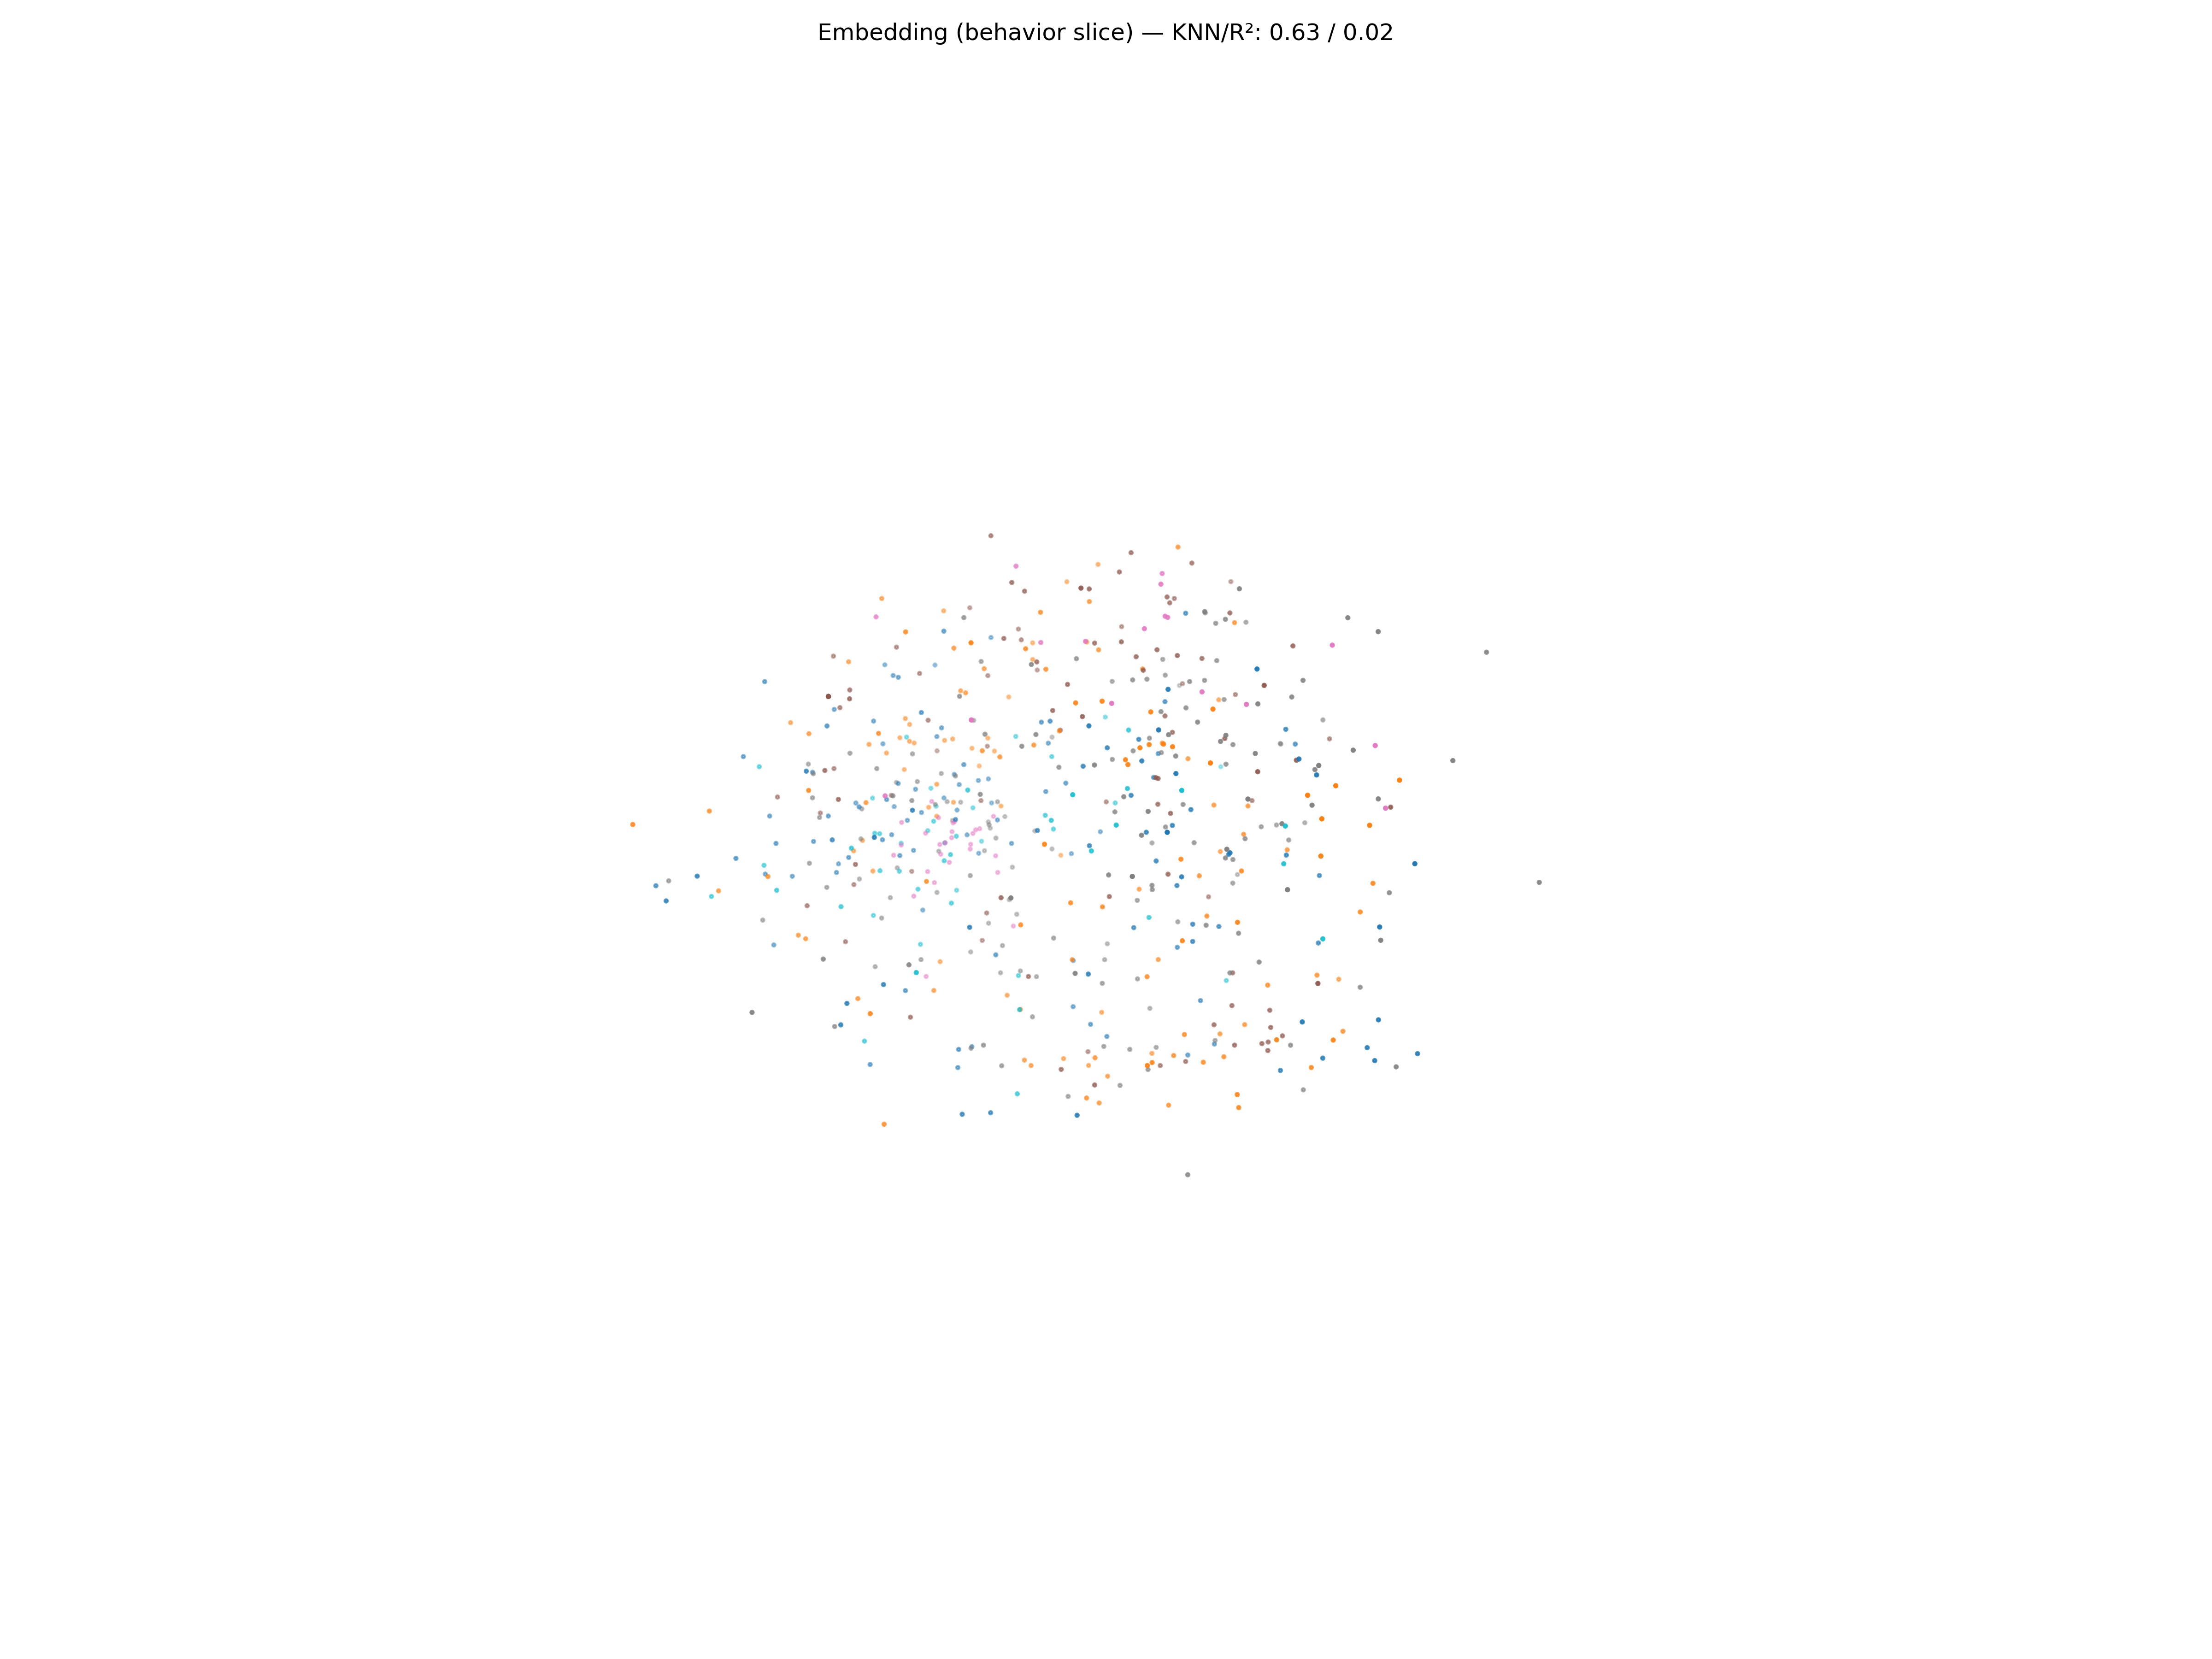 Embedding (behavior slice) — KNN/R²: 0.63 / 0.02